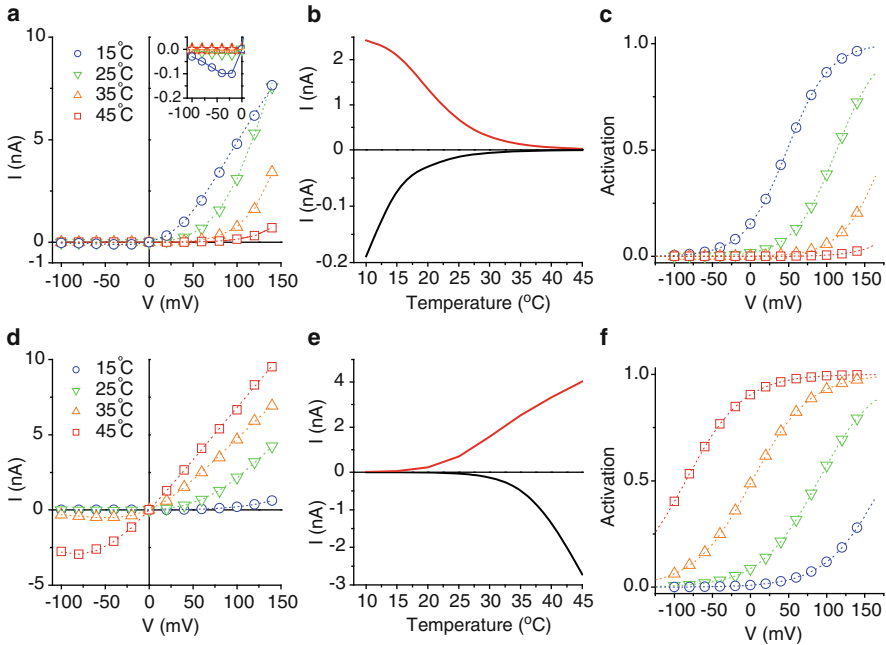 a
10
5
0
-1
I (nA)
15°C
25°C
35°C
45°C
0.0
-0.1
0.2
-100 -50 0
-100 -50 0 50 100 150
V (mV)
b
2
1
0
-0.1
-0.2
I (nA)
I (nA)
10 15 20 25 30 35 40 45
Temperature (°C)
c
1.0
0.5
0.0
Activation
-100 -50 0 50 100 150
V (mV)
d
10
5
0
-5
I (nA)
15°C
25°C
35°C
45°C
-100 -50 0 50 100 150
V (mV)
e
4
2
0
-1
-2
-3
I (nA)
I (nA)
10 15 20 25 30 35 40 45
Temperature (°C)
f
1.0
0.5
0.0
Activation
-100 -50 0 50 100 150
V (mV)